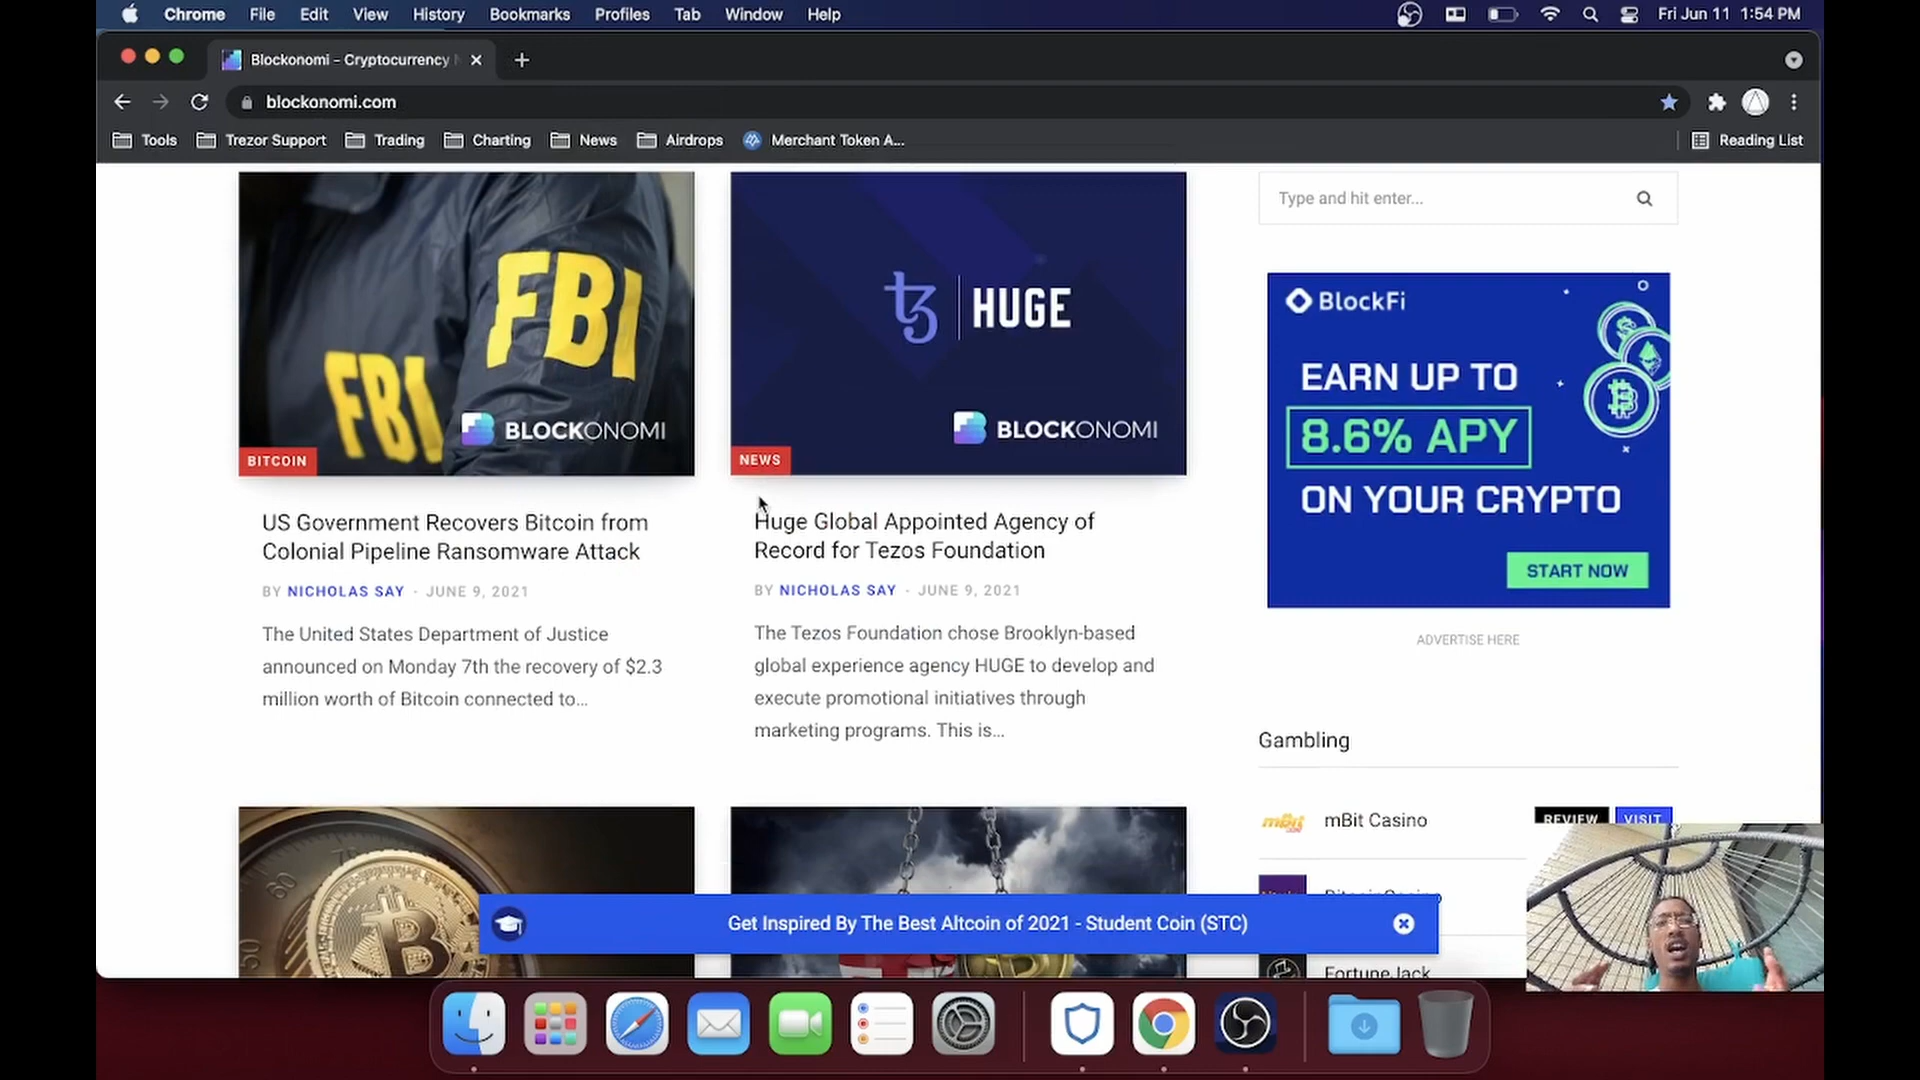 Chrome File Edit View History Bookmarks Profiles Tab Window Help Fri Jun 11 1:54 PM
Blockonomi - Cryptocurrency
blockonomi.com
Tools Trezor Support Trading Charting News Airdrops Merchant Token A... Reading List
FBI
FBI
BLOCKONOMI
BITCOIN
US Government Recovers Bitcoin from
Colonial Pipeline Ransomware Attack
BY NICHOLAS SAY - JUNE 9, 2021
The United States Department of Justice
announced on Monday 7th the recovery of $2.3
million worth of Bitcoin connected to...
HUGE
BLOCKONOMI
NEWS
Huge Global Appointed Agency of
Record for Tezos Foundation
BY NICHOLAS SAY - JUNE 9, 2021
The Tezos Foundation chose Brooklyn-based
global experience agency HUGE to develop and
execute promotional initiatives through
marketing programs. This is...
Type and hit enter...
BlockFi
EARN UP TO
8.6% APY
ON YOUR CRYPTO
START NOW
ADVERTISE HERE
Gambling
mBit Casino REVIEW VISIT
FortuneJack
Get Inspired By The Best Altcoin of 2021 - Student Coin (STC)